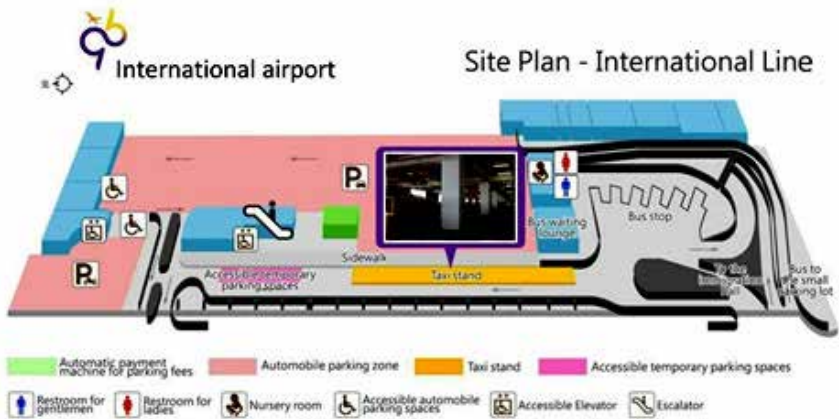 International airport
Site Plan - International Line
P
Bus waiting
lounge
Bus stop
Sidewalk
Accessible temporary
parking spaces
Taxi stand
P
To the
immigration
hall
Bus to
the small
parking lot
Automatic payment
machine for parking fees
Automobile parking zone
Taxi stand
Accessible temporary parking spaces
Restroom for
gentlemen
Restroom for
ladies
Nursery room
Accessible automobile
parking spaces
Accessible Elevator
Escalator